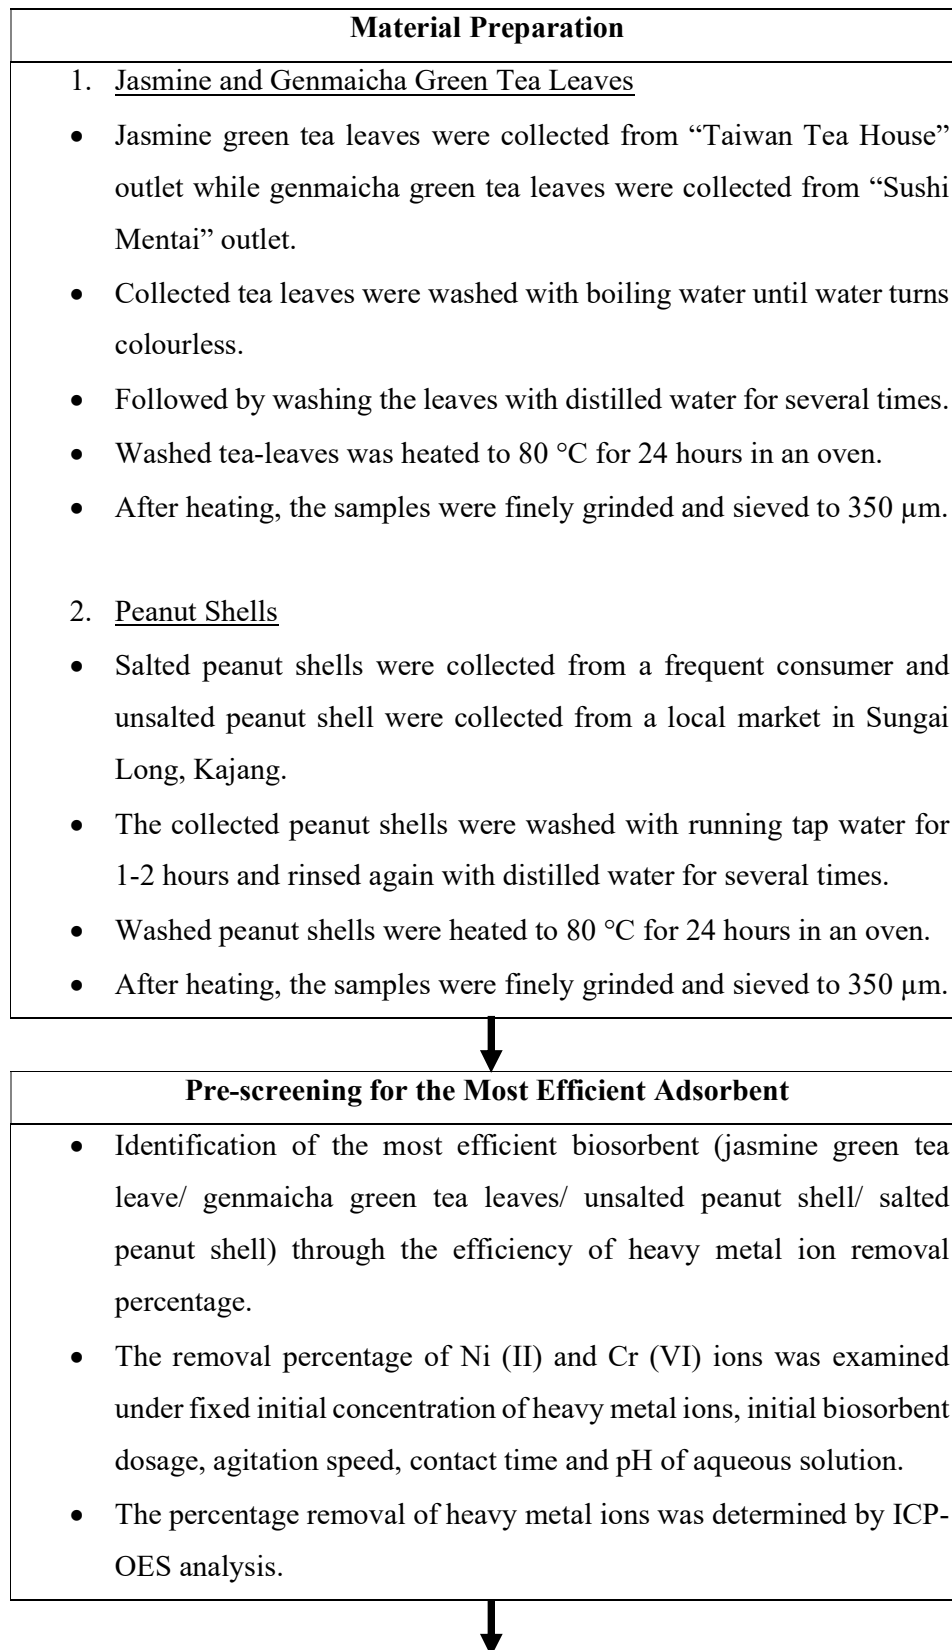 Material Preparation
1. Jasmine and Genmaicha Green Tea Leaves
• Jasmine green tea leaves were collected from “Taiwan Tea House”
outlet while genmaicha green tea leaves were collected from “Sushi
Mentai” outlet.
• Collected tea leaves were washed with boiling water until water turns
colourless.
• Followed by washing the leaves with distilled water for several times.
• Washed tea-leaves was heated to 80 °C for 24 hours in an oven.
• After heating, the samples were finely grinded and sieved to 350 µm.
2. Peanut Shells
• Salted peanut shells were collected from a frequent consumer and
unsalted peanut shell were collected from a local market in Sungai
Long, Kajang.
• The collected peanut shells were washed with running tap water for
1-2 hours and rinsed again with distilled water for several times.
• Washed peanut shells were heated to 80 °C for 24 hours in an oven.
• After heating, the samples were finely grinded and sieved to 350 µm.
Pre-screening for the Most Efficient Adsorbent
• Identification of the most efficient biosorbent (jasmine green tea
leave/ genmaicha green tea leaves/ unsalted peanut shell/ salted
peanut shell) through the efficiency of heavy metal ion removal
percentage.
• The removal percentage of Ni (II) and Cr (VI) ions was examined
under fixed initial concentration of heavy metal ions, initial biosorbent
dosage, agitation speed, contact time and pH of aqueous solution.
• The percentage removal of heavy metal ions was determined by ICP-
OES analysis.